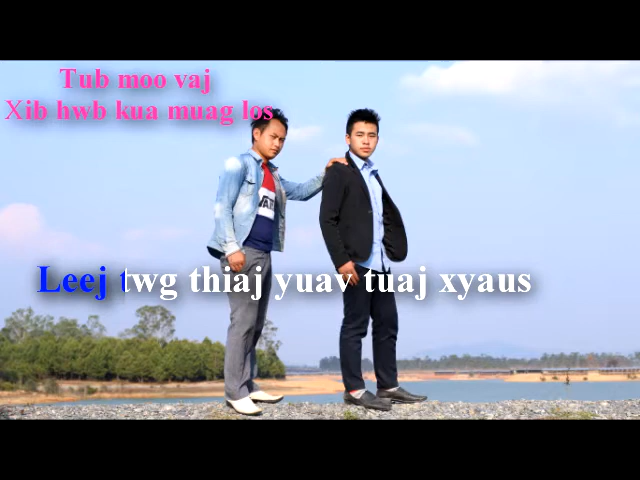 Tub moo vaj
Xib hwb kua muag los
Leej twg thiaj yuav tuaj xyaus